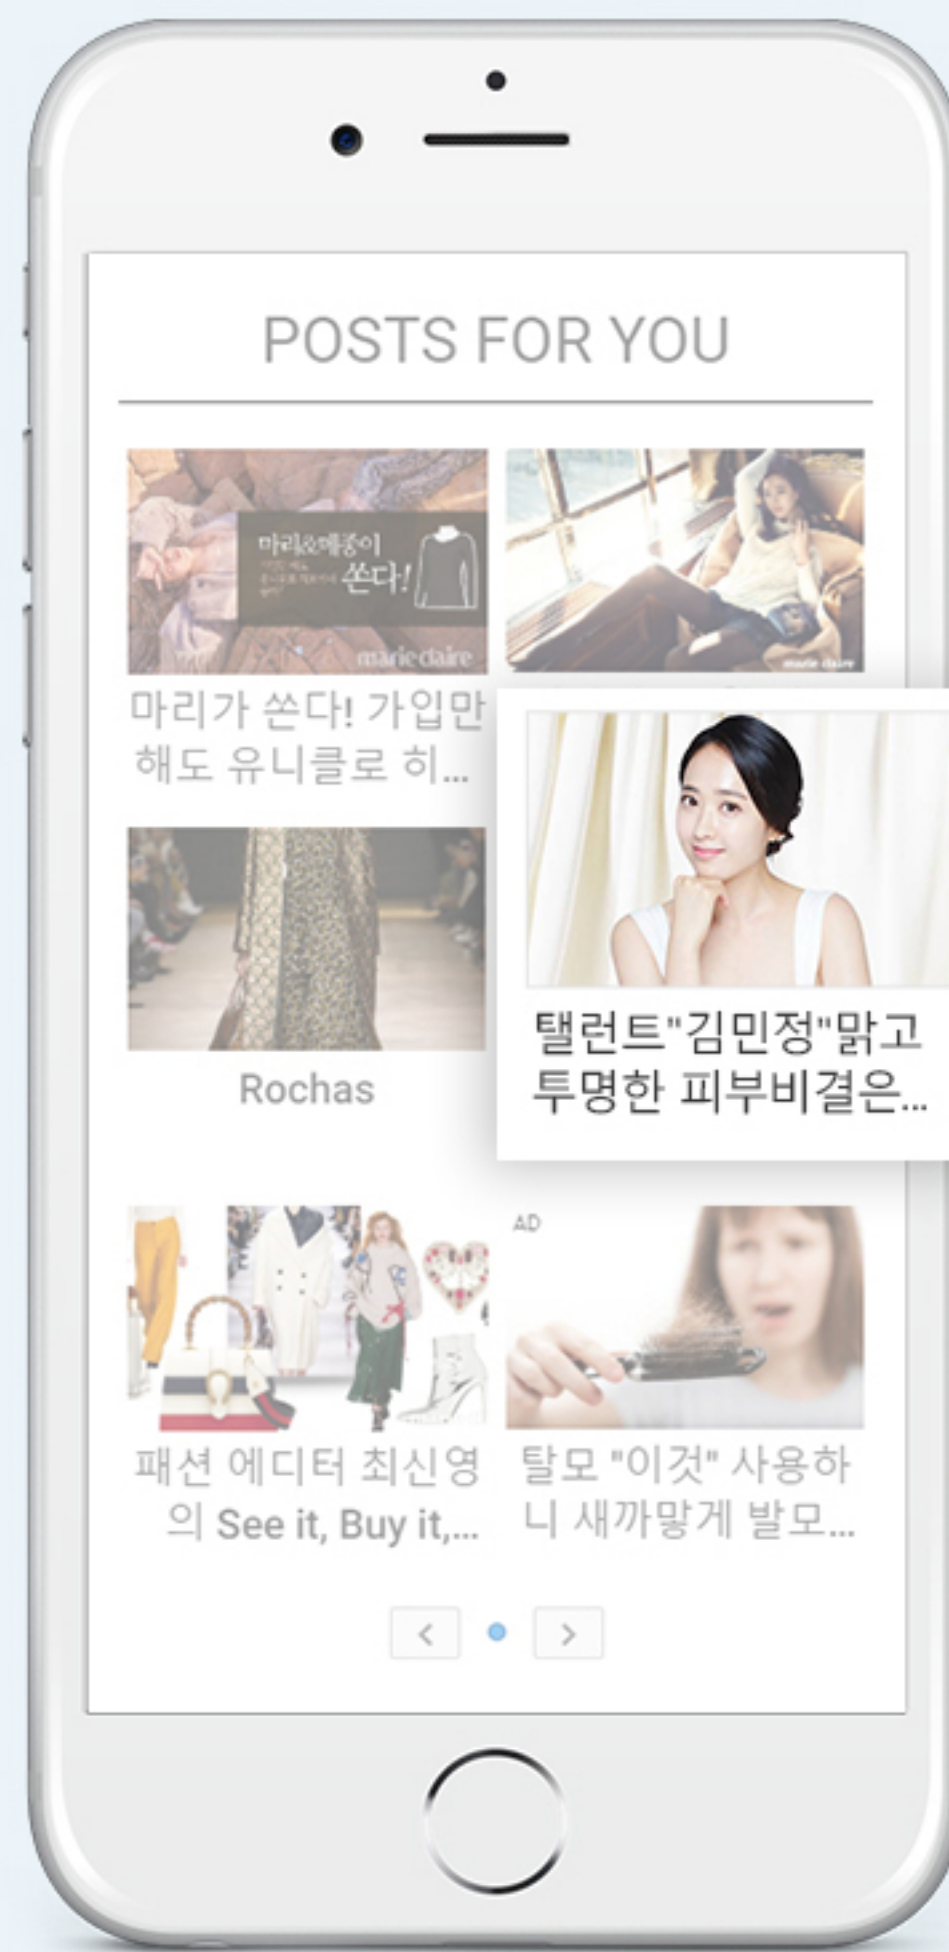 POSTS FOR YOU
마리&메종이
쏜다!
marie claire
marie claire
마리가 쏜다! 가입만
해도 유니클로 히...
Rochas
탤런트"김민정"맑고
투명한 피부비결은...
패션 에디터 최신영
의 See it, Buy it,...
AD
탈모 "이것" 사용하
니 새까맣게 발모...